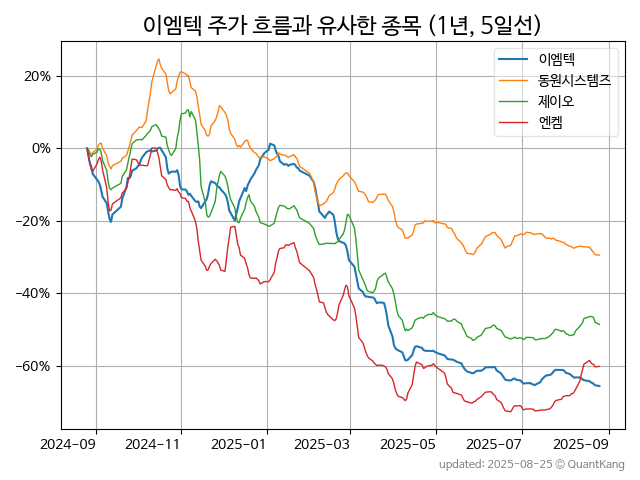 이엠텍 주가 흐름과 유사한 종목 (1년, 5일선)
이엠텍
동원시스템즈
제이오
엔켐
20%
0%
−20%
−40%
−60%
2024-09 2024-11 2025-01 2025-03 2025-05 2025-07 2025-09
updated: 2025-08-25 © QuantKang